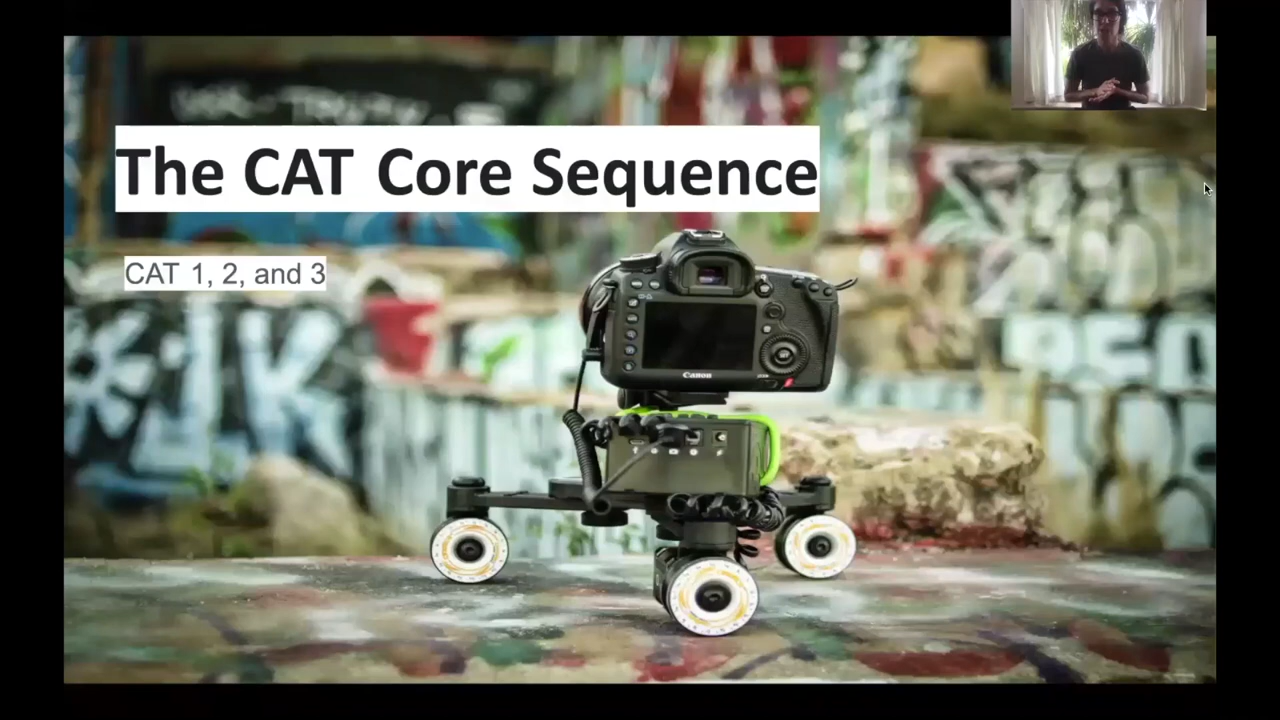 The CAT Core Sequence
CAT 1, 2, and 3
Canon